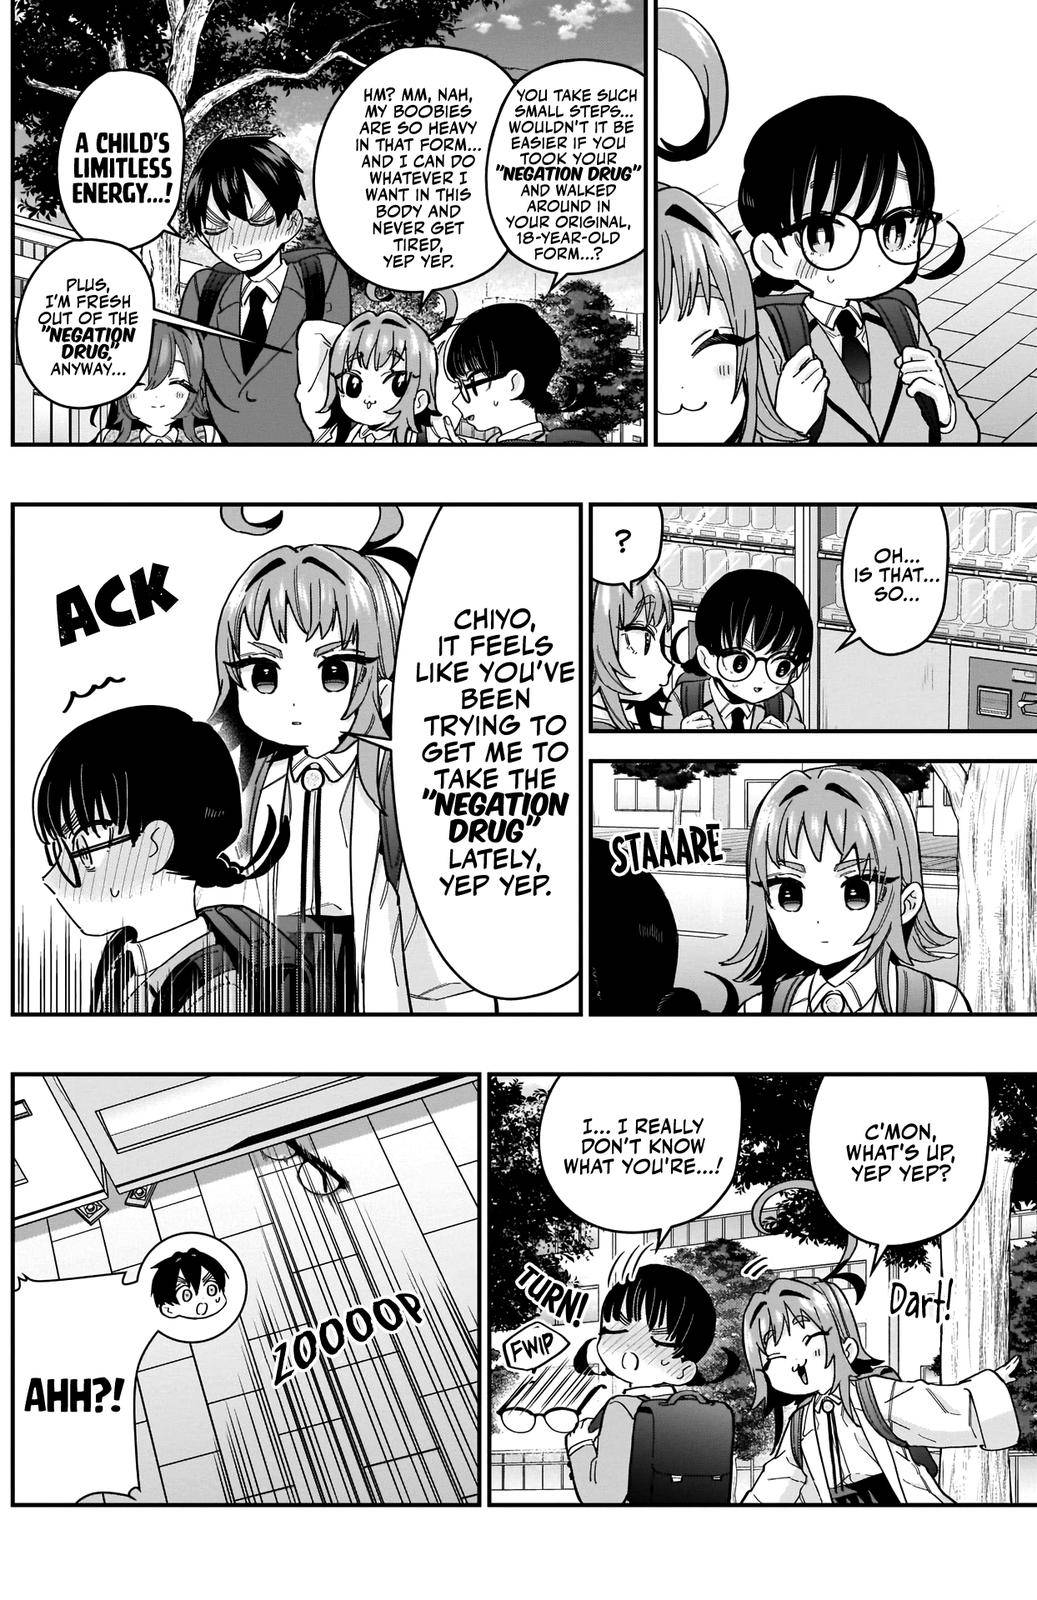 YOU TAKE SUCH
SMALL STEPS...
WOULDN'T IT BE
EASIER IF YOU
TOOK YOUR
"NEGATION DRUG"
AND WALKED
AROUND IN
YOUR ORIGINAL,
18-YEAR-OLD
FORM...?
HM? MM, NAH,
MY BOOBIES
ARE SO HEAVY
IN THAT FORM...
AND I CAN DO
WHATEVER I
WANT IN THIS
BODY AND
NEVER GET
TIRED,
YEP YEP.
A CHILD'S
LIMITLESS
ENERGY...!
PLUS,
I'M FRESH
OUT OF THE
"NEGATION
DRUG,"
ANYWAY...
OH...
IS THAT...
SO...
?
STAAARE
CHIYO,
IT FEELS
LIKE YOU'VE
BEEN
TRYING TO
GET ME TO
TAKE THE
"NEGATION
DRUG"
LATELY,
YEP YEP.
ACK
C'MON,
WHAT'S UP,
YEP YEP?
Dart!
I... I REALLY
DON'T KNOW
WHAT YOU'RE...!
TURN!
FWIP
ZOOOOP
AHH?!